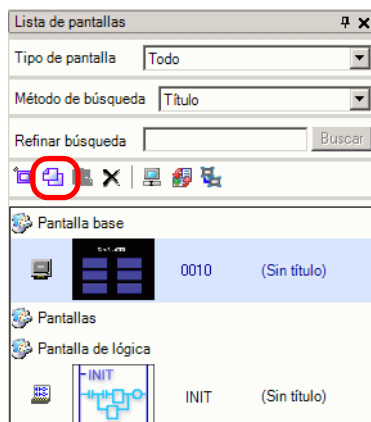 Lista de pantallas
Tipo de pantalla Todo
Método de búsqueda Título
Refinar búsqueda Buscar
Pantalla base
0010 (Sin título)
Pantallas
Pantalla de lógica
INIT
INIT (Sin título)